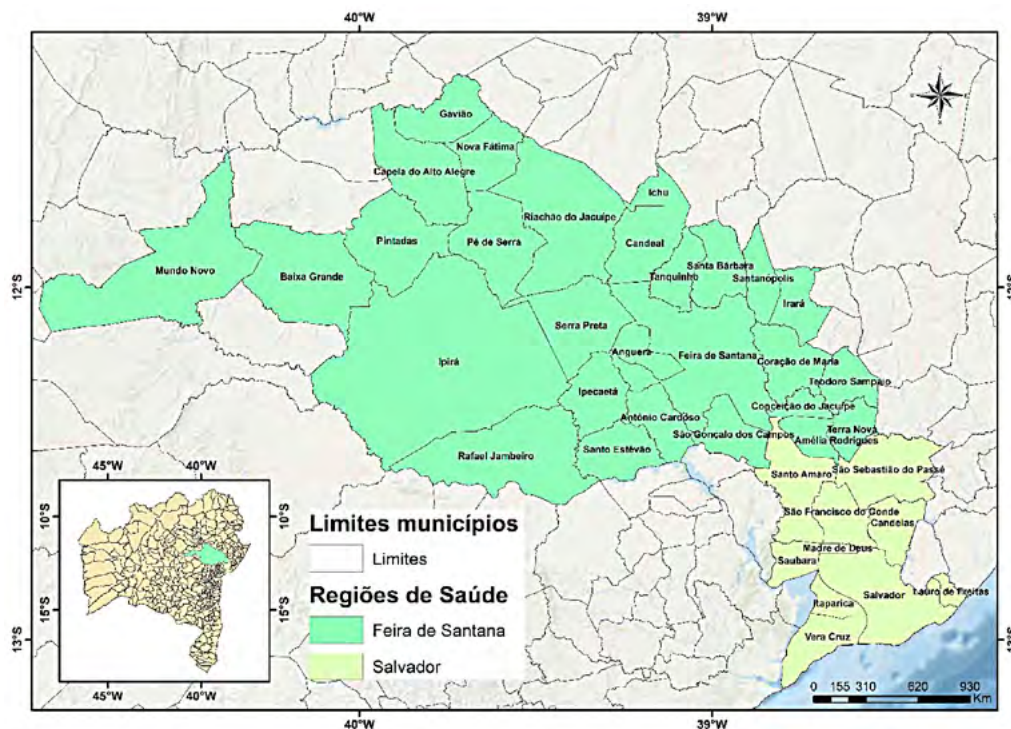 40°W 39°W
Gavião
Nova Fátima
Capela do Alto Alegre
Ichu
Riachão do Jacuípe
Pintadas
Pé de Serra
Candeal
Mundo Novo
Baixa Grande
Tanquinho
Santa Bárbara
Santanópolis
12°S 12°S
Irará
Serra Preta
Anguera
Feira de Santana
Coração de Maria
Ipirá
Teodoro Sampaio
Ipecaetá
Antônio Cardoso
Conceição do Jacuípe
Terra Nova
São Gonçalo dos Campos
Amélia Rodrigues
Rafael Jambeiro
Santo Estêvão
Santo Amaro
São Sebastião do Passé
São Francisco do Conde
Candeias
Madre de Deus
Saubara
Lauro de Freitas
Itaparica
Salvador
Vera Cruz
13°S 13°S
45°W 40°W
10°S 10°S
15°S 15°S
45°W 40°W
Limites municípios
Limites
Regiões de Saúde
Feira de Santana
Salvador
0 155 310 620 930
Km
40°W 39°W